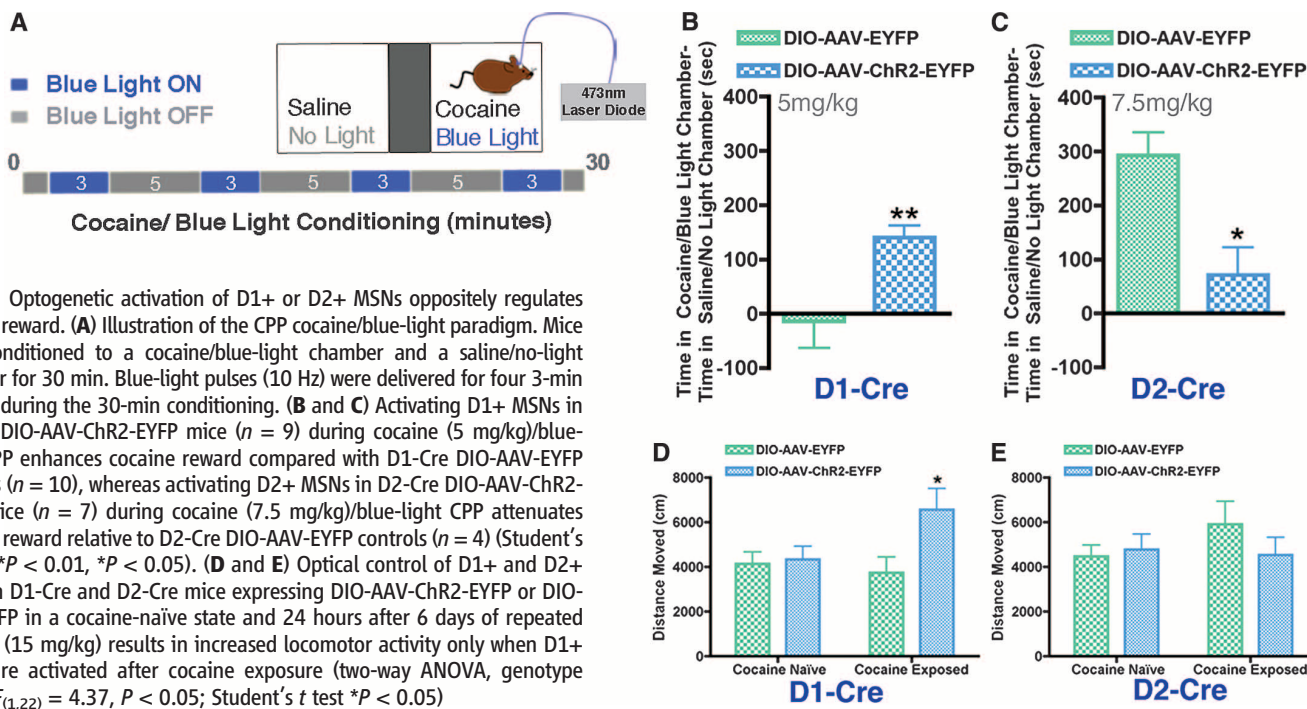 A
Blue Light ON
Blue Light OFF
Saline
No Light
Cocaine
Blue Light
473nm
Laser Diode
0
30
3 5 3 5 3 5 3
Cocaine/ Blue Light Conditioning (minutes)
Optogenetic activation of D1+ or D2+ MSNs oppositely regulates
reward. (A) Illustration of the CPP cocaine/blue-light paradigm. Mice
onditioned to a cocaine/blue-light chamber and a saline/no-light
r for 30 min. Blue-light pulses (10 Hz) were delivered for four 3-min
during the 30-min conditioning. (B and C) Activating D1+ MSNs in
DIO-AAV-ChR2-EYFP mice (n = 9) during cocaine (5 mg/kg)/blue-
PP enhances cocaine reward compared with D1-Cre DIO-AAV-EYFP
s (n = 10), whereas activating D2+ MSNs in D2-Cre DIO-AAV-ChR2-
ice (n = 7) during cocaine (7.5 mg/kg)/blue-light CPP attenuates
reward relative to D2-Cre DIO-AAV-EYFP controls (n = 4) (Student's
*P < 0.01, *P < 0.05). (D and E) Optical control of D1+ and D2+
n D1-Cre and D2-Cre mice expressing DIO-AAV-ChR2-EYFP or DIO-
FP in a cocaine-naïve state and 24 hours after 6 days of repeated
(15 mg/kg) results in increased locomotor activity only when D1+
re activated after cocaine exposure (two-way ANOVA, genotype
F(1,22) = 4.37, P < 0.05; Student's t test *P < 0.05)
B
DIO-AAV-EYFP
DIO-AAV-ChR2-EYFP
Time in Cocaine/Blue Light Chamber-
Time in Saline/No Light Chamber (sec)
400
300
200
100
0
-100
5mg/kg
**
D1-Cre
C
DIO-AAV-EYFP
DIO-AAV-ChR2-EYFP
Time in Cocaine/Blue Light Chamber-
Time in Saline/No Light Chamber (sec)
400
300
200
100
0
-100
7.5mg/kg
*
D2-Cre
D
DIO-AAV-EYFP
DIO-AAV-ChR2-EYFP
Distance Moved (cm)
8000
6000
4000
2000
0
*
Cocaine Naïve
Cocaine Exposed
D1-Cre
E
DIO-AAV-EYFP
DIO-AAV-ChR2-EYFP
Distance Moved (cm)
8000
6000
4000
2000
0
Cocaine Naïve
Cocaine Exposed
D2-Cre